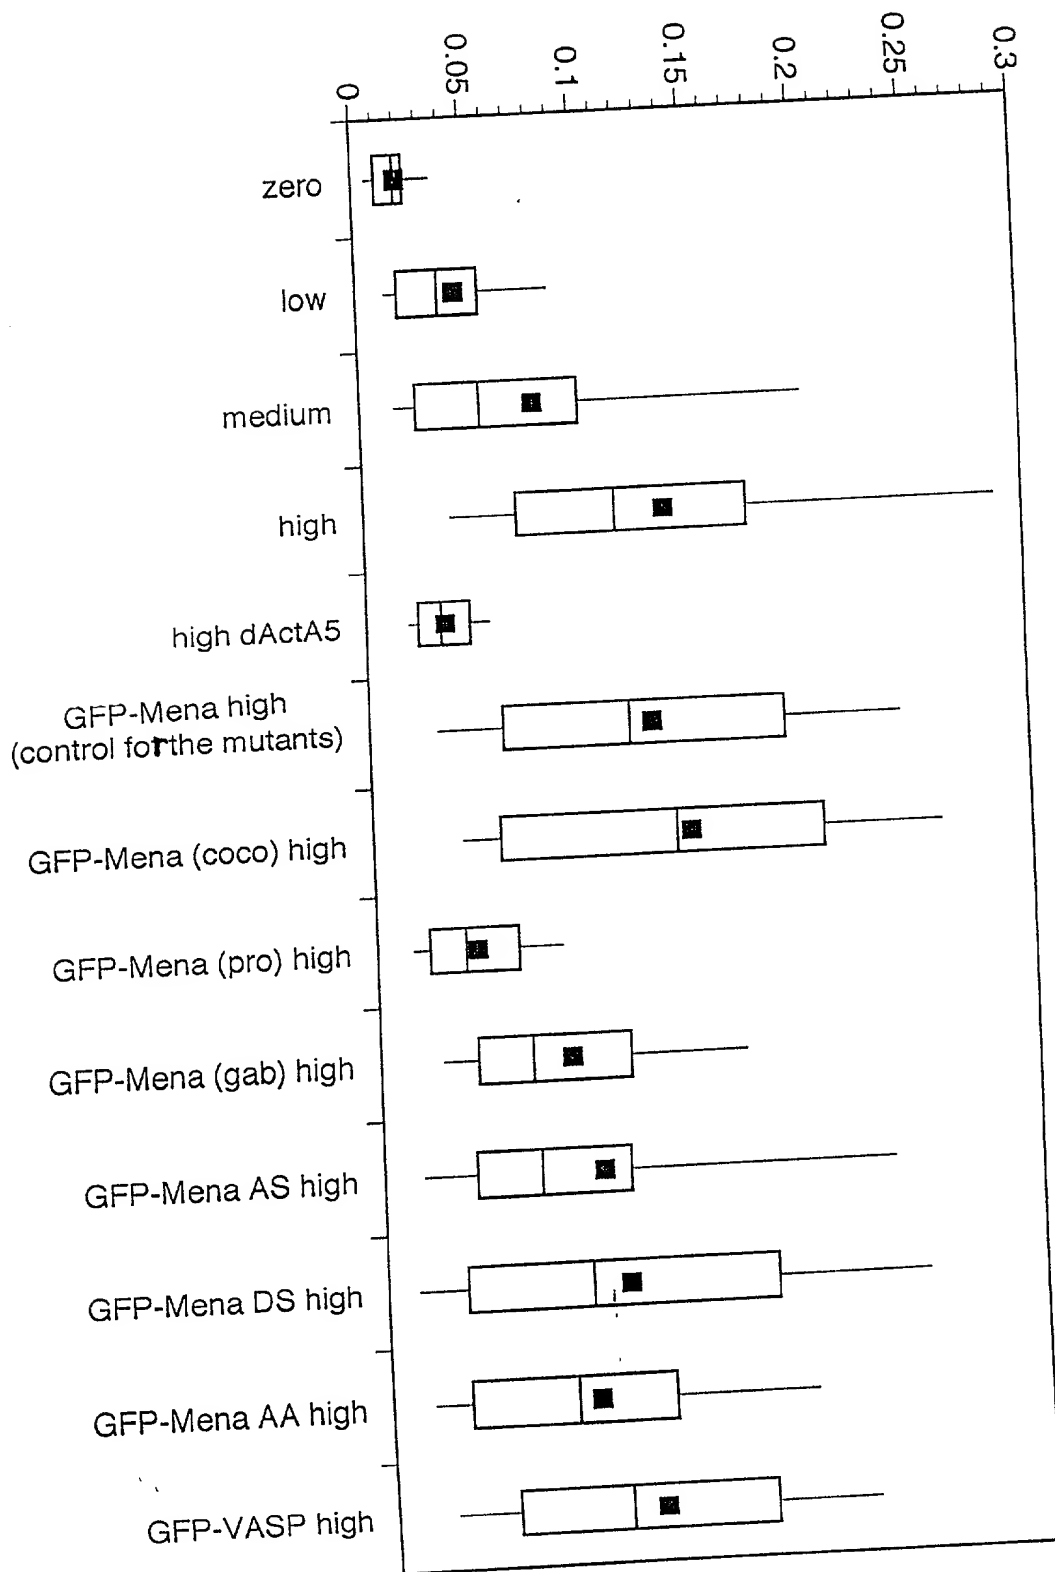 0
0.05
0.1
0.15
0.2
0.25
0.3
zero
low
medium
high
high dActA5
GFP-Mena high
(control for the mutants)
GFP-Mena (coco) high
GFP-Mena (pro) high
GFP-Mena (gab) high
GFP-Mena AS high
GFP-Mena DS high
GFP-Mena AA high
GFP-VASP high